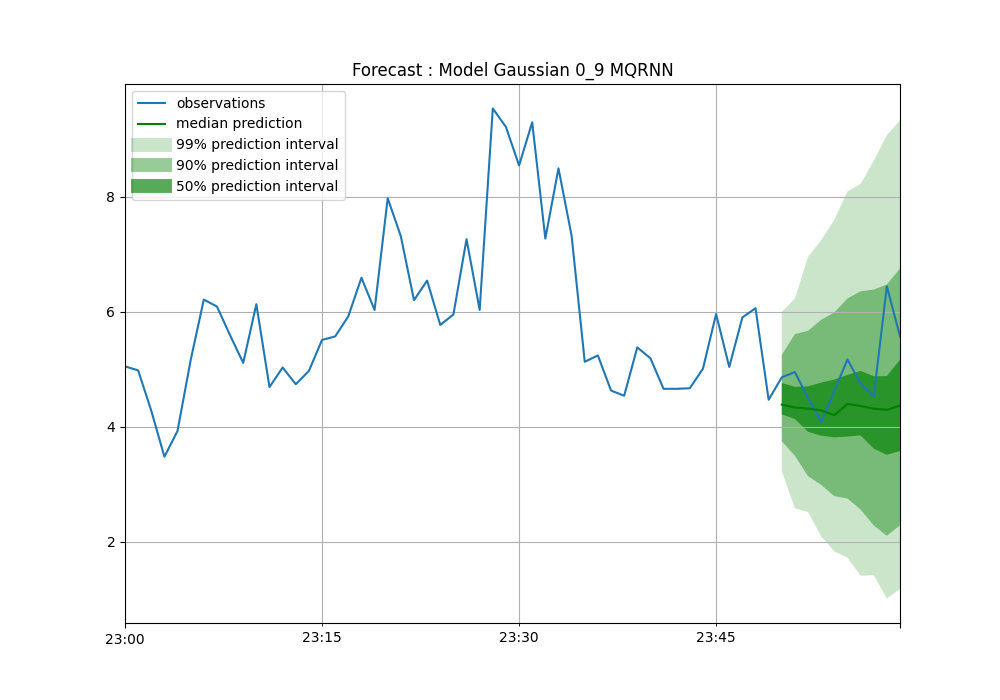 Forecast : Model Gaussian 0_9 MQRNN
observations
median prediction
99% prediction interval
90% prediction interval
50% prediction interval
8
6
4
2
23:00
23:15
23:30
23:45